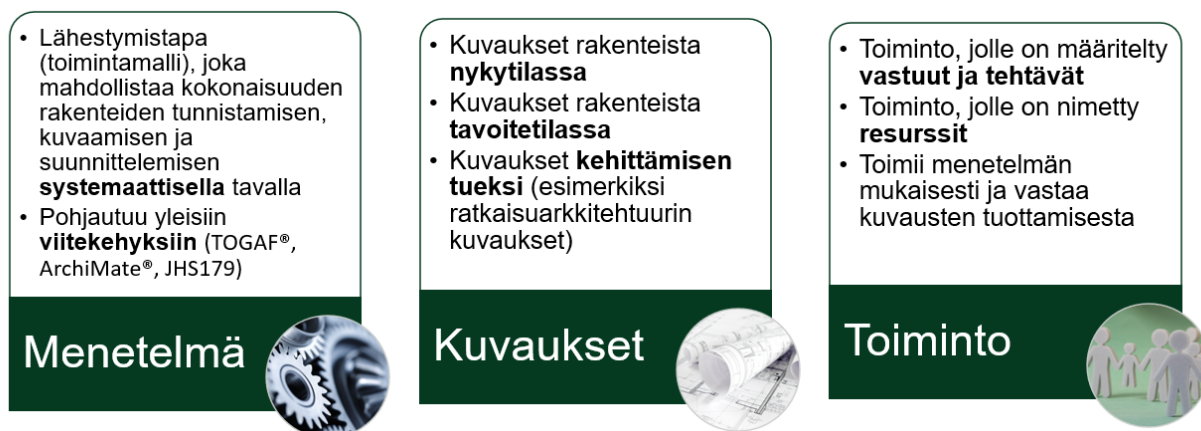 • Lähestymistapa
(toimintamalli), joka
mahdollistaa kokonaisuuden
rakenteiden tunnistamisen,
kuvaamisen ja
suunnittelemisen
systemaattisella tavalla
• Pohjautuu yleisiin
viitekehyksiin (TOGAF®,
ArchiMate®, JHS179)
Menetelmä
• Kuvaukset rakenteista
nykytilassa
• Kuvaukset rakenteista
tavoitetilassa
• Kuvaukset kehittämisen
tueksi (esimerkiksi
ratkaisuarkkitehtuurin
kuvaukset)
Kuvaukset
• Toiminto, jolle on määritelty
vastuut ja tehtävät
• Toiminto, jolle on nimetty
resurssit
• Toimii menetelmän
mukaisesti ja vastaa
kuvausten tuottamisesta
Toiminto